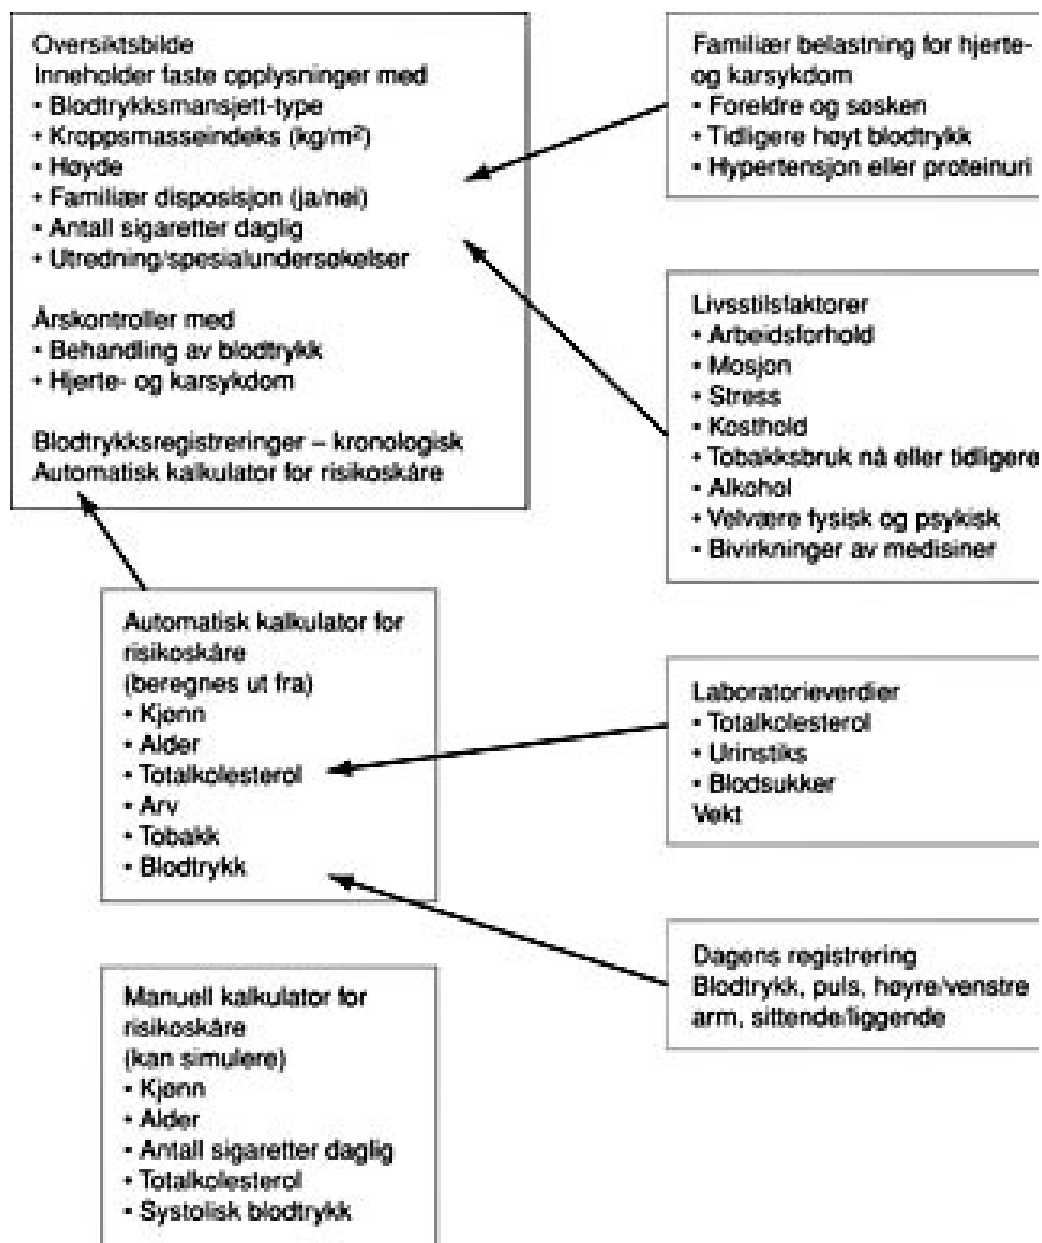 Oversiktsbilde
Inneholder faste opplysninger med
• Blodtrykksmansjett-type
• Kroppsmasseindeks (kg/m²)
• Høyde
• Familiær disposisjon (ja/nei)
• Antall sigaretter daglig
• Utredning/spesialundersøkelser
Årskontroller med
• Behandling av blodtrykk
• Hjerte- og karsykdom
Blodtrykksregistreringer – kronologisk
Automatisk kalkulator for risikoskåre
Familiær belastning for hjerte-
og karsykdom
• Foreldre og søsken
• Tidligere høyt blodtrykk
• Hypertensjon eller proteinuri
Livsstilsfaktorer
• Arbeidsforhold
• Mosjon
• Stress
• Kosthold
• Tobakksbruk nå eller tidligere
• Alkohol
• Velvære fysisk og psykisk
• Bivirkninger av medisiner
Automatisk kalkulator for
risikoskåre
(beregnes ut fra)
• Kjønn
• Alder
• Totalkolesterol
• Arv
• Tobakk
• Blodtrykk
Laboratorieverdier
• Totalkolesterol
• Urinstiks
• Blodsukker
Vekt
Dagens registrering
Blodtrykk, puls, høyre/venstre
arm, sittende/liggende
Manuell kalkulator for
risikoskåre
(kan simulere)
• Kjønn
• Alder
• Antall sigaretter daglig
• Totalkolesterol
• Systolisk blodtrykk